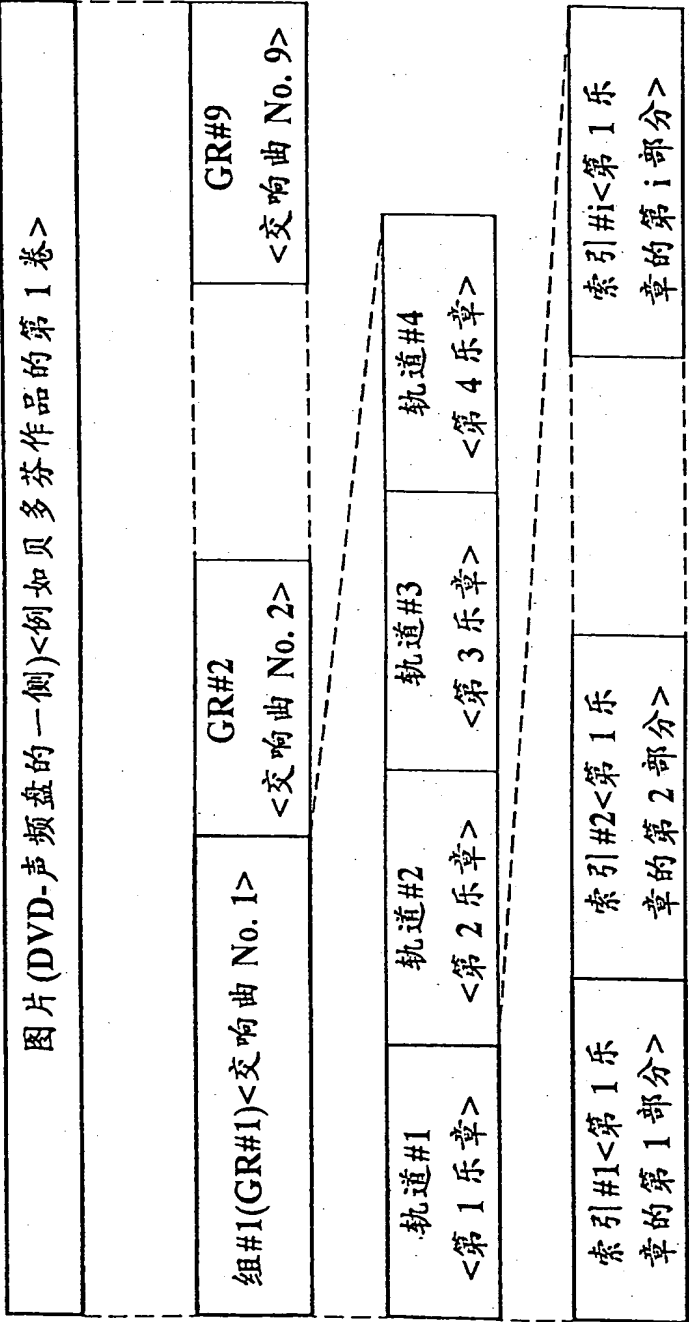 图片(DVD-声频盘的一侧)<例如贝多芬作品的第 1 卷>
组#1(GR#1)<交响曲 No. 1>
GR#2
<交响曲 No. 2>
GR#9
<交响曲 No. 9>
轨道#1
<第 1 乐章>
轨道#2
<第 2 乐章>
轨道#3
<第 3 乐章>
轨道#4
<第 4 乐章>
索引#1<第 1 乐
章的第 1 部分>
索引#2<第 1 乐
章的第 2 部分>
索引#i<第 1 乐
章的第 i 部分>